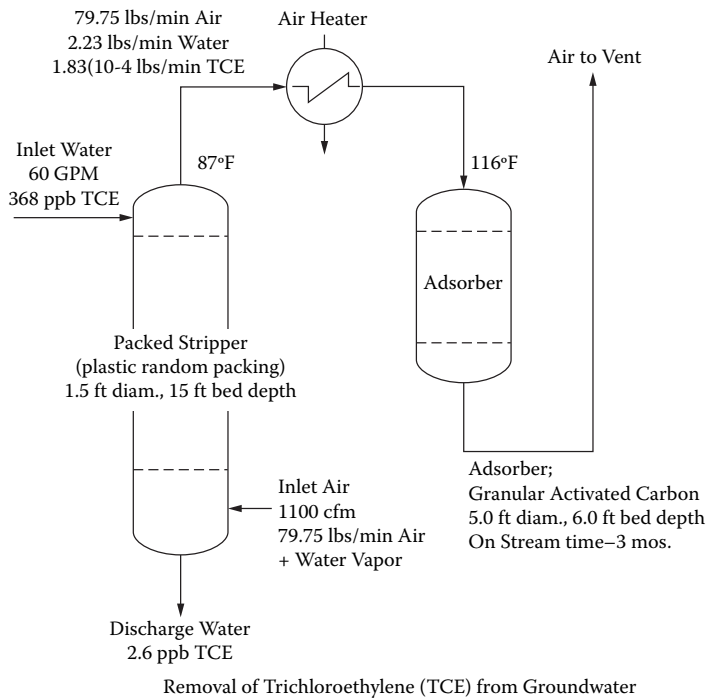 79.75 lbs/min Air
2.23 lbs/min Water
1.83(10-4 lbs/min TCE
Air Heater
Air to Vent
Inlet Water
60 GPM
368 ppb TCE
87ºF
116ºF
Adsorber
Packed Stripper
(plastic random packing)
1.5 ft diam., 15 ft bed depth
Inlet Air
1100 cfm
79.75 lbs/min Air
+ Water Vapor
Adsorber;
Granular Activated Carbon
5.0 ft diam., 6.0 ft bed depth
On Stream time–3 mos.
Discharge Water
2.6 ppb TCE
Removal of Trichloroethylene (TCE) from Groundwater